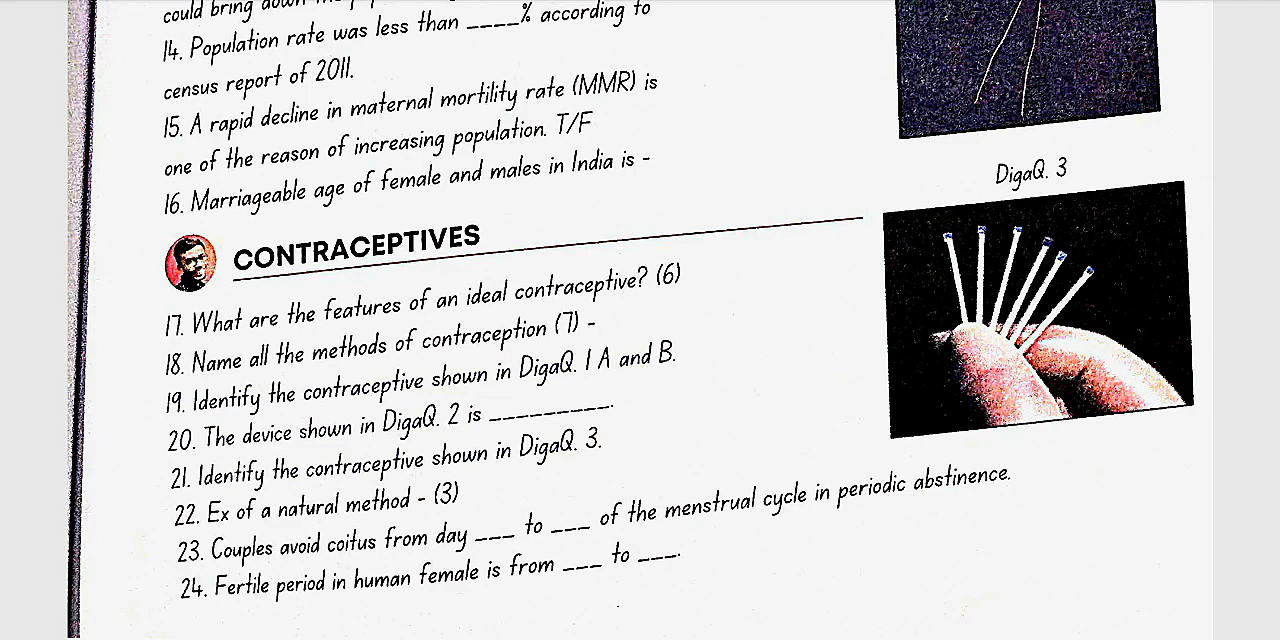 could bring down the
14. Population rate was less than ____% according to
census report of 2011.
15. A rapid decline in maternal mortility rate (MMR) is
one of the reason of increasing population. T/F
16. Marriageable age of female and males in India is -
DigaQ. 3
CONTRACEPTIVES
17. What are the features of an ideal contraceptive? (6)
18. Name all the methods of contraception (7) -
19. Identify the contraceptive shown in DigaQ. 1 A and B.
20. The device shown in DigaQ. 2 is __________.
21. Identify the contraceptive shown in DigaQ. 3.
22. Ex of a natural method - (3)
23. Couples avoid coitus from day ___ to ___ of the menstrual cycle in periodic abstinence.
24. Fertile period in human female is from ___ to ___.